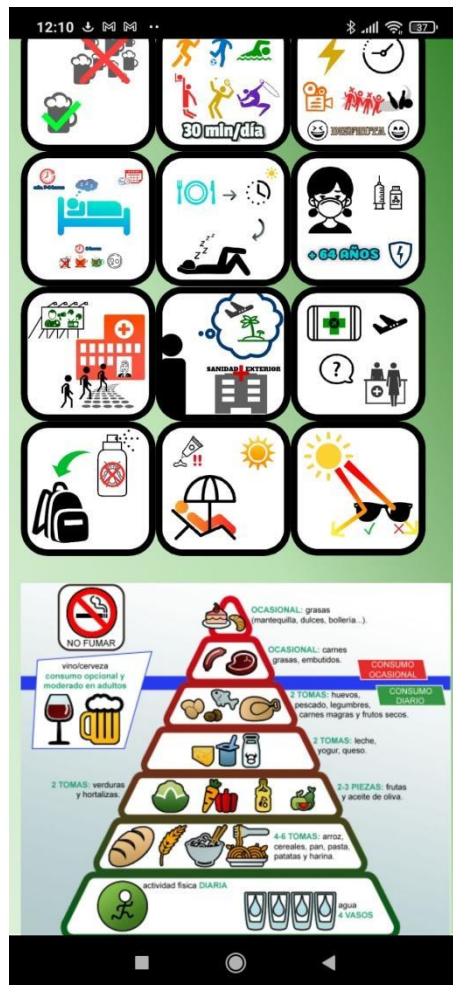 12:10
37
30 min/día
DISFRUTA
+64 AÑOS
SANIDAD EXTERIOR
NO FUMAR
vino/cerveza
consumo opcional y
moderado en adultos
OCASIONAL: grasas
(mantequilla, dulces, bollería...).
OCASIONAL: carnes
grasas, embutidos.
CONSUMO
OCASIONAL
CONSUMO
DIARIO
2 TOMAS: huevos,
pescado, legumbres,
carnes magras y frutos secos.
2 TOMAS: leche,
yogur, queso.
2 TOMAS: verduras
y hortalizas.
2-3 PIEZAS: frutas
y aceite de oliva.
4-6 TOMAS: arroz,
cereales, pan, pasta,
patatas y harina.
actividad física DIARIA
agua
4 VASOS